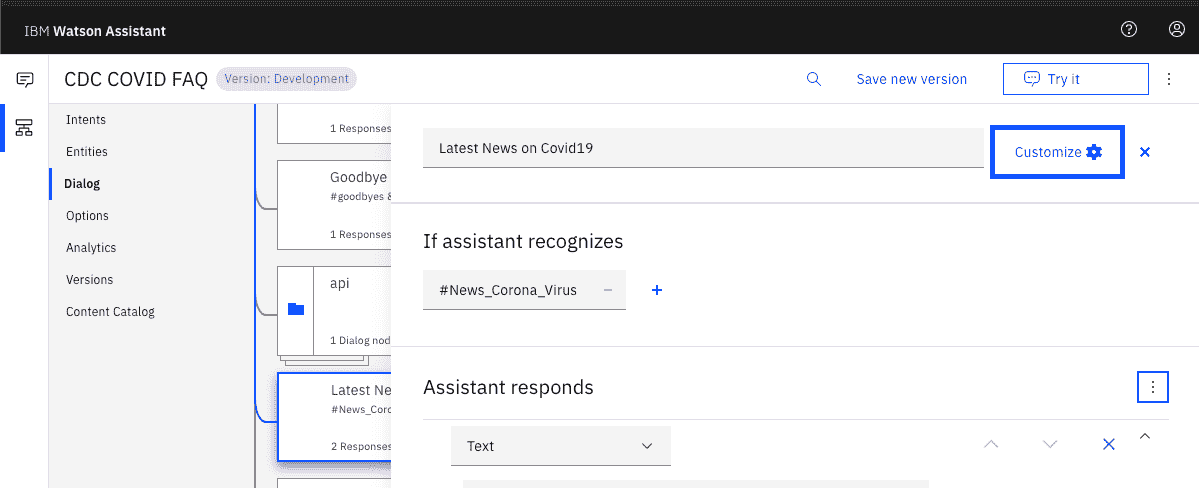 IBM Watson Assistant
CDC COVID FAQ
Version: Development
Save new version
Try it
Intents
Entities
Dialog
Options
Analytics
Versions
Content Catalog
1 Responses
Goodbye
#goodbyes &
1 Responses
api
1 Dialog nod
Latest Ne
#News_Coro
2 Responses
Latest News on Covid19
Customize
If assistant recognizes
#News_Corona_Virus
Assistant responds
Text